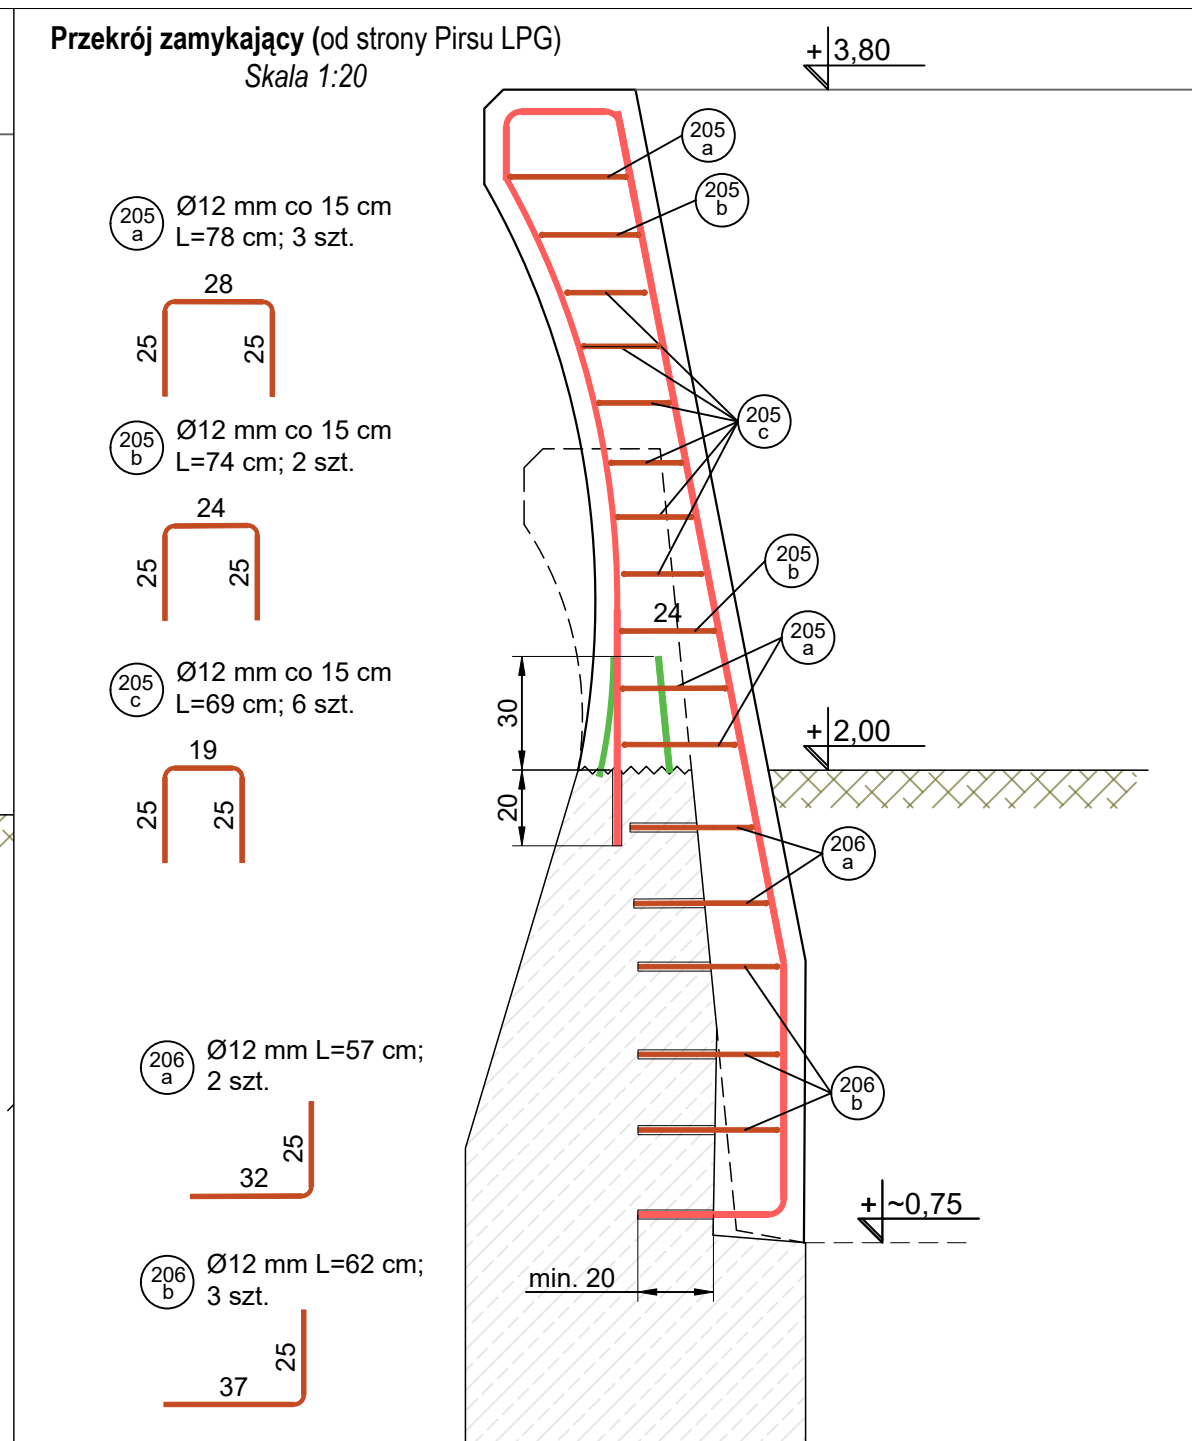 Przekrój zamykający (od strony Pirsu LPG)
Skala 1:20
+ 3,80
205
a
205
b
205
a
Ø12 mm co 15 cm
L=78 cm; 3 szt.
28
25
25
205
c
205
b
Ø12 mm co 15 cm
L=74 cm; 2 szt.
24
25
25
205
b
24
205
a
205
c
Ø12 mm co 15 cm
L=69 cm; 6 szt.
19
25
25
30
20
+ 2,00
206
a
206
a
Ø12 mm L=57 cm;
2 szt.
25
32
206
b
+ ~0,75
206
b
Ø12 mm L=62 cm;
3 szt.
25
37
min. 20